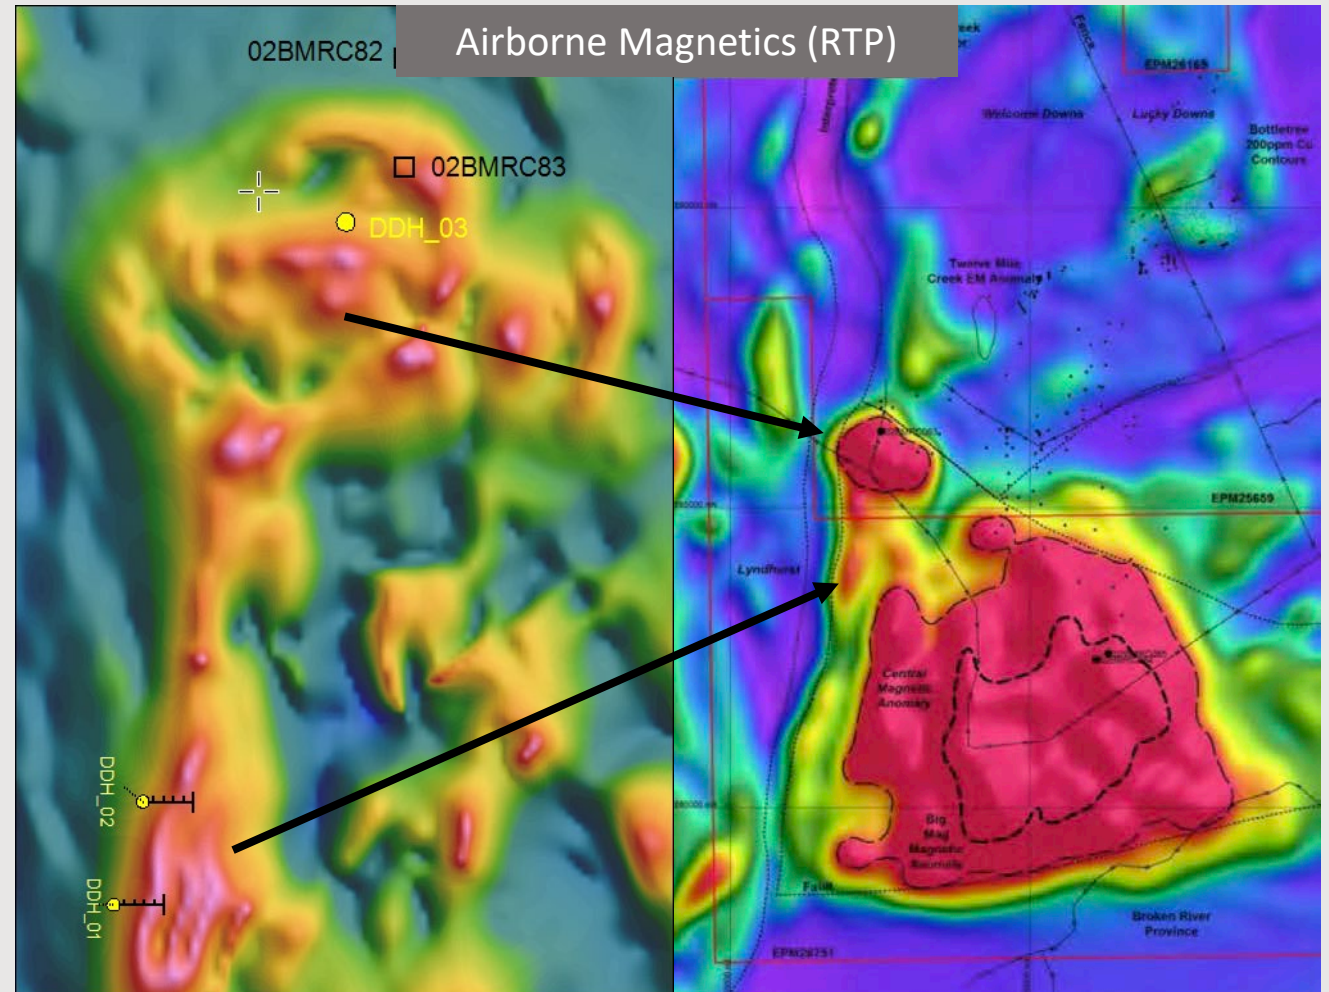 Airborne Magnetics (RTP)
02BMRC82
02BMRC83
DDH_03
DDH_02
DDH_01
Fence
EPM26165
Welcome Downs
Lucky Downs
Bottletree
200ppm Cu
Contours
Twelve Mile
Creek EM Anomaly
EPM25659
Lyndhurst
Central
Magnetic
Anomaly
Big
Mag
Magnetic
Fault
Broken River
Province